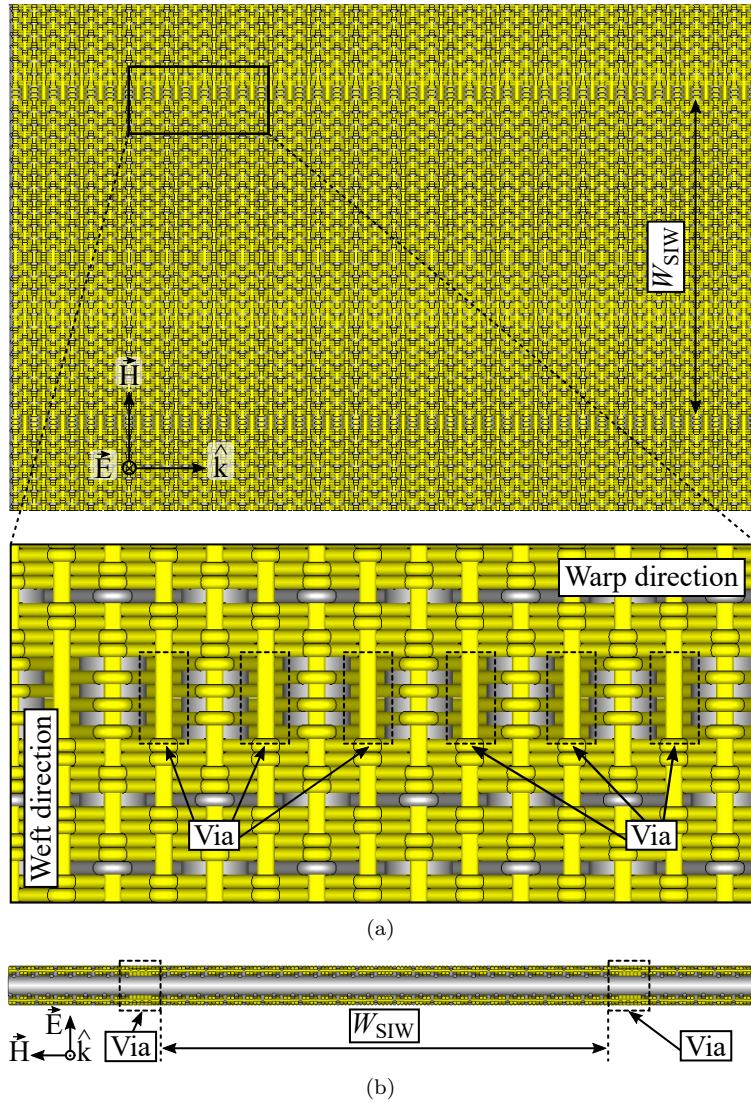 W_SIW
H⃗
E⃗ k̂
Warp direction
Weft direction
Via Via
(a)
E⃗
W_SIW
H⃗ k̂ Via Via
(b)